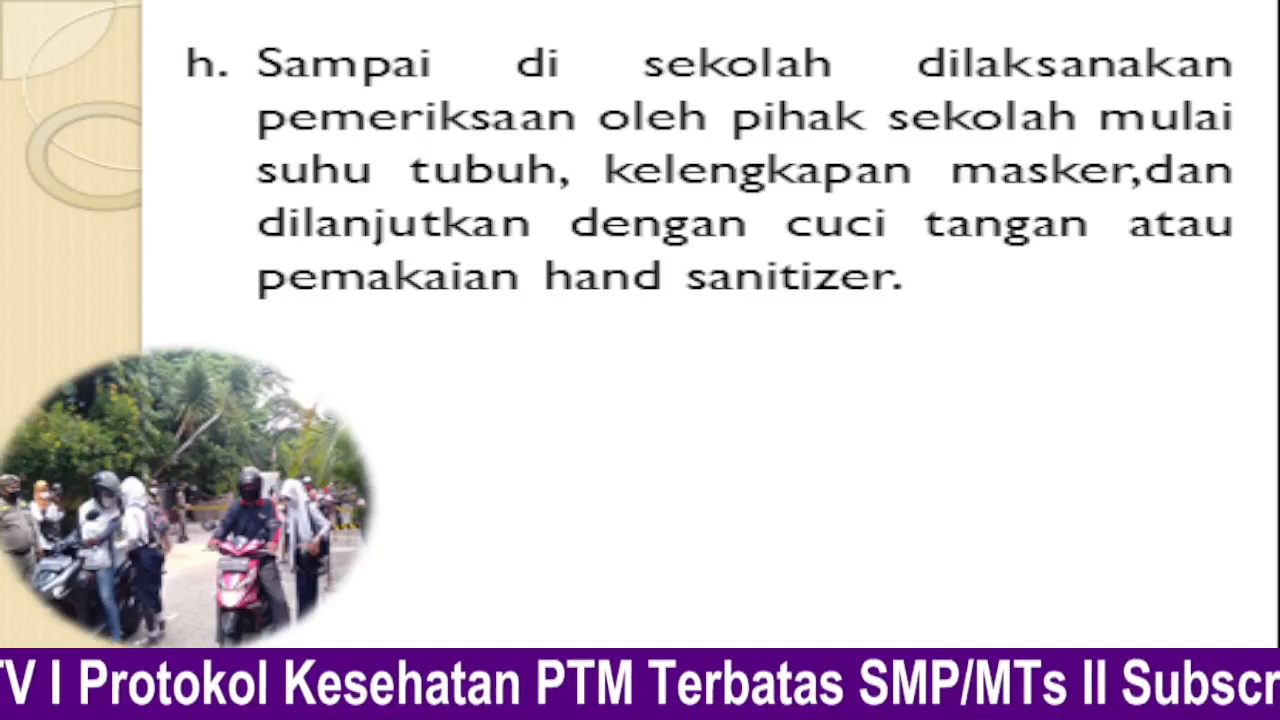 h. Sampai di sekolah dilaksanakan
pemeriksaan oleh pihak sekolah mulai
suhu tubuh, kelengkapan masker,dan
dilanjutkan dengan cuci tangan atau
pemakaian hand sanitizer.
TV I Protokol Kesehatan PTM Terbatas SMP/MTs II Subscr